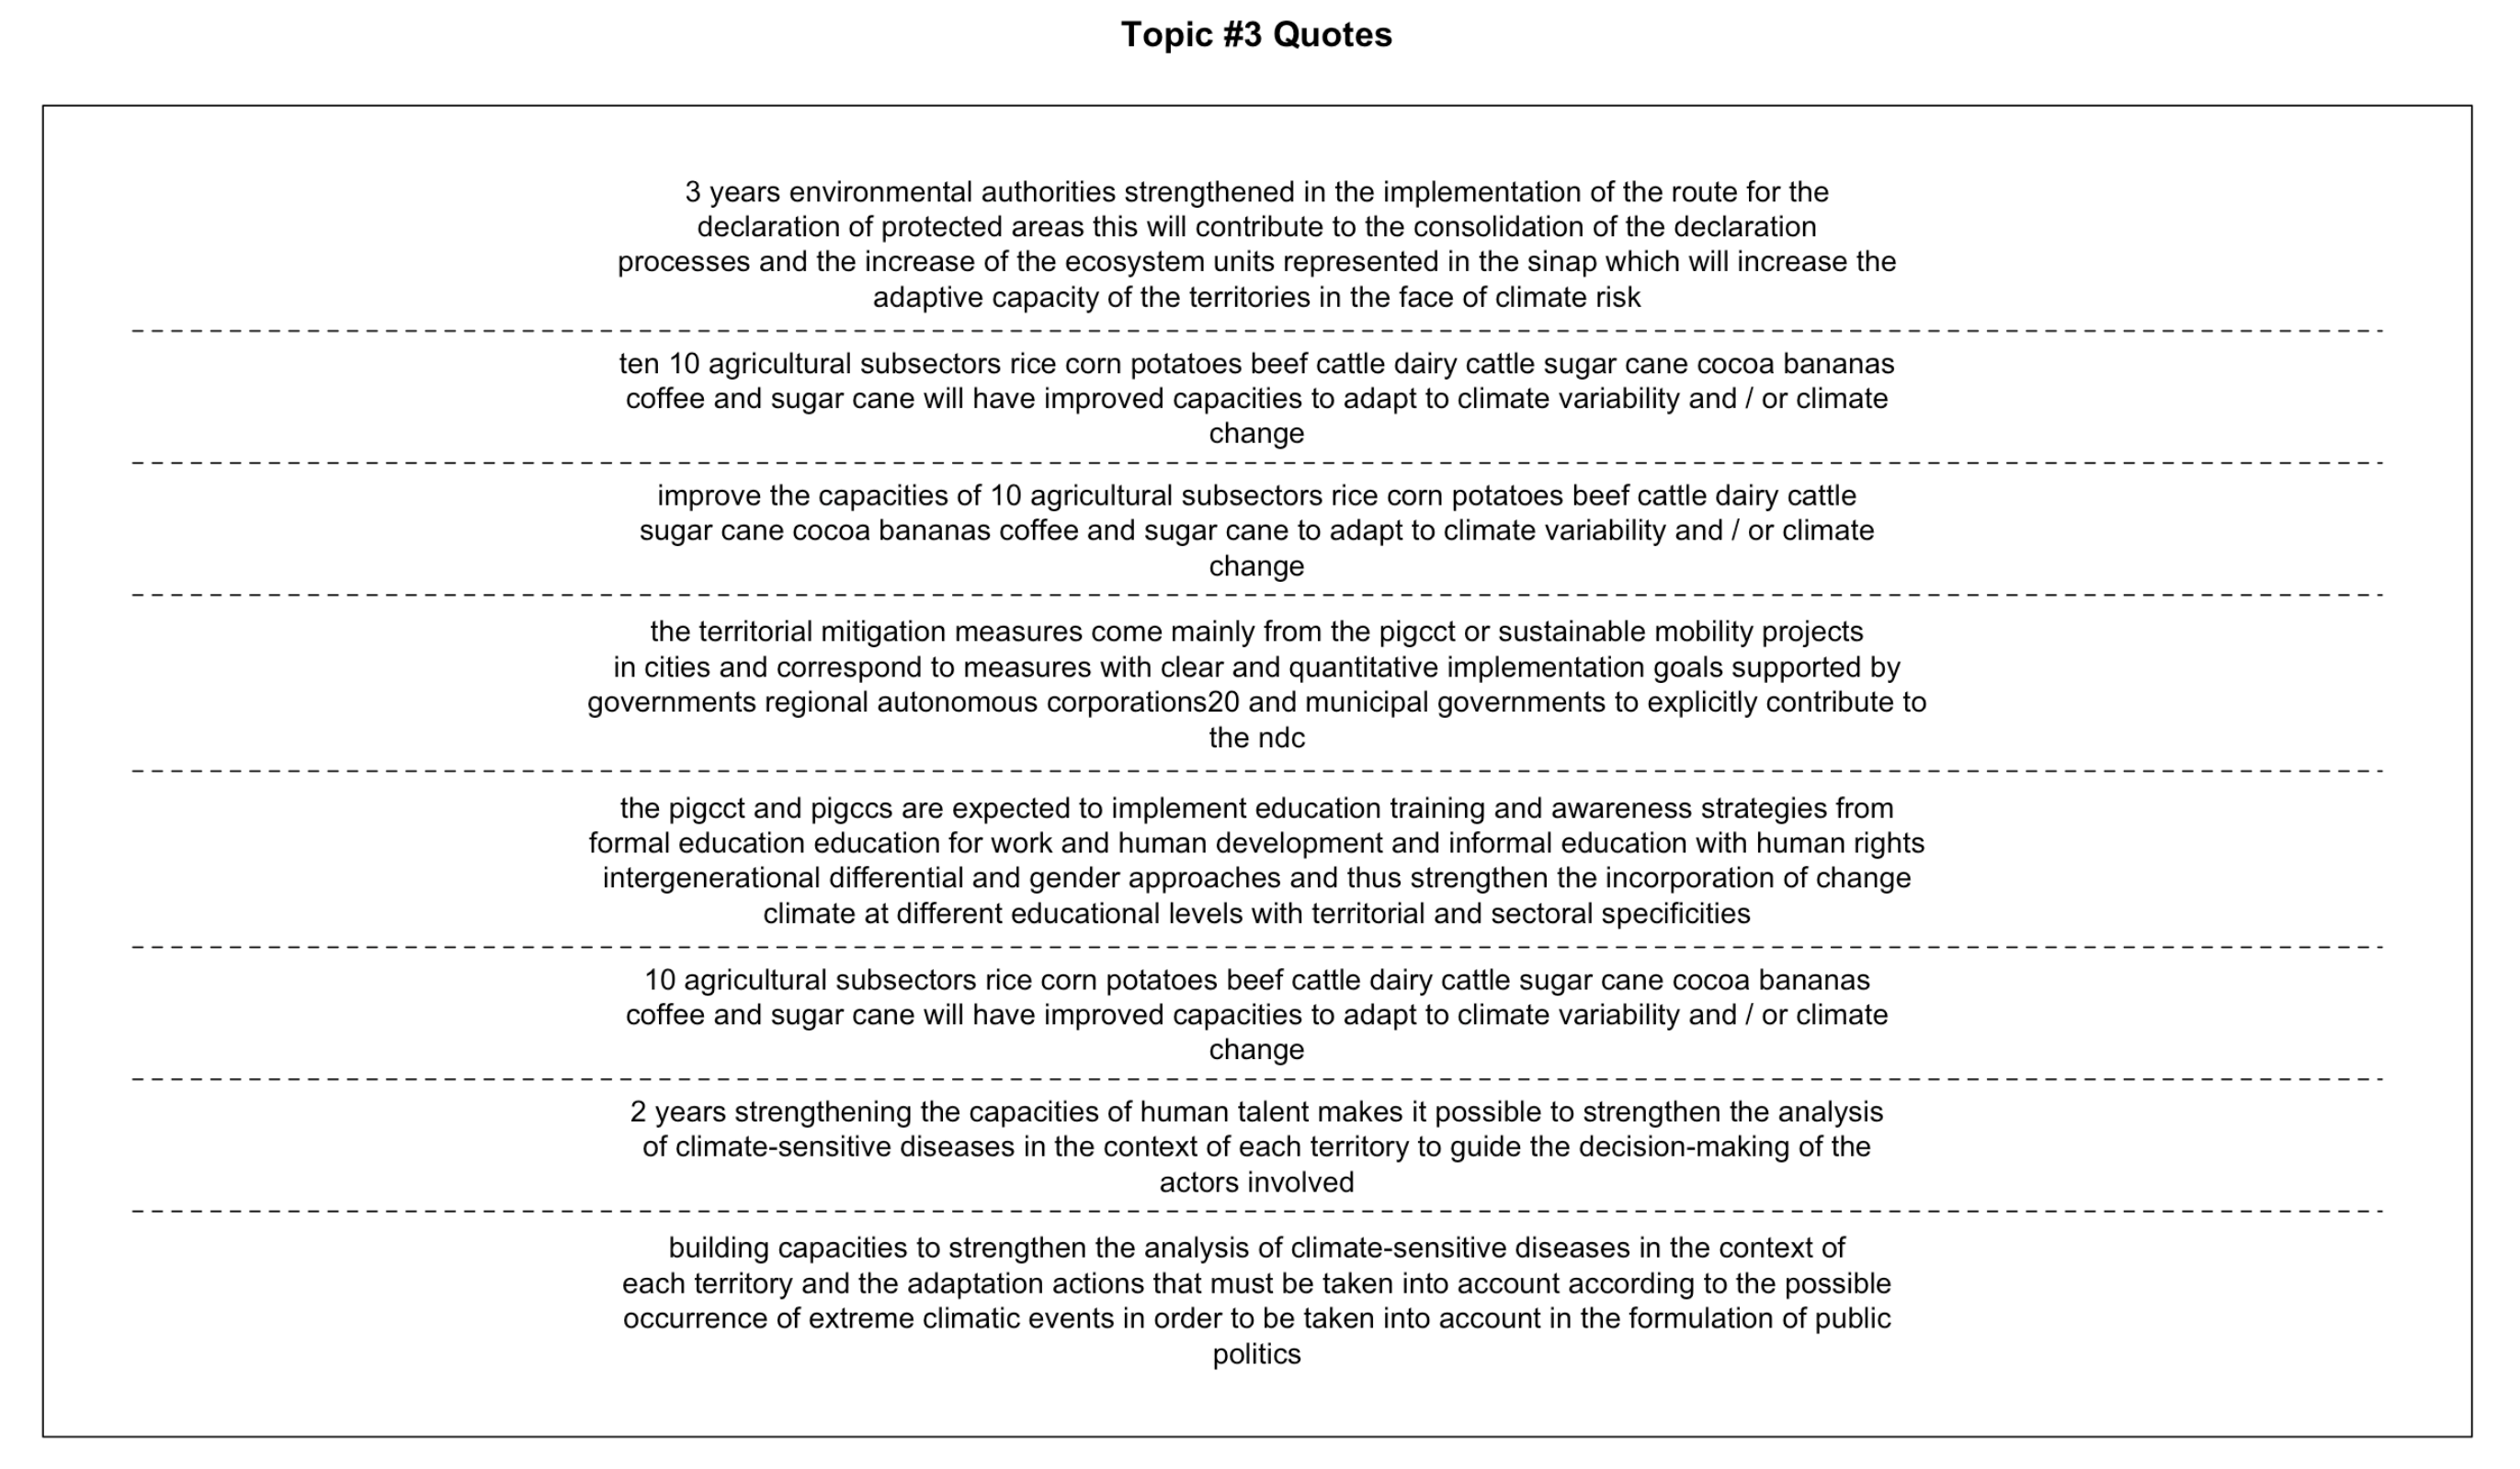 Topic #3 Quotes
3 years environmental authorities strengthened in the implementation of the route for the
declaration of protected areas this will contribute to the consolidation of the declaration
processes and the increase of the ecosystem units represented in the sinap which will increase the
adaptive capacity of the territories in the face of climate risk
ten 10 agricultural subsectors rice corn potatoes beef cattle dairy cattle sugar cane cocoa bananas
coffee and sugar cane will have improved capacities to adapt to climate variability and / or climate
change
improve the capacities of 10 agricultural subsectors rice corn potatoes beef cattle dairy cattle
sugar cane cocoa bananas coffee and sugar cane to adapt to climate variability and / or climate
change
the territorial mitigation measures come mainly from the pigcct or sustainable mobility projects
in cities and correspond to measures with clear and quantitative implementation goals supported by
governments regional autonomous corporations20 and municipal governments to explicitly contribute to
the ndc
the pigcct and pigccs are expected to implement education training and awareness strategies from
formal education education for work and human development and informal education with human rights
intergenerational differential and gender approaches and thus strengthen the incorporation of change
climate at different educational levels with territorial and sectoral specificities
10 agricultural subsectors rice corn potatoes beef cattle dairy cattle sugar cane cocoa bananas
coffee and sugar cane will have improved capacities to adapt to climate variability and / or climate
change
2 years strengthening the capacities of human talent makes it possible to strengthen the analysis
of climate-sensitive diseases in the context of each territory to guide the decision-making of the
actors involved
building capacities to strengthen the analysis of climate-sensitive diseases in the context of
each territory and the adaptation actions that must be taken into account according to the possible
occurrence of extreme climatic events in order to be taken into account in the formulation of public
politics